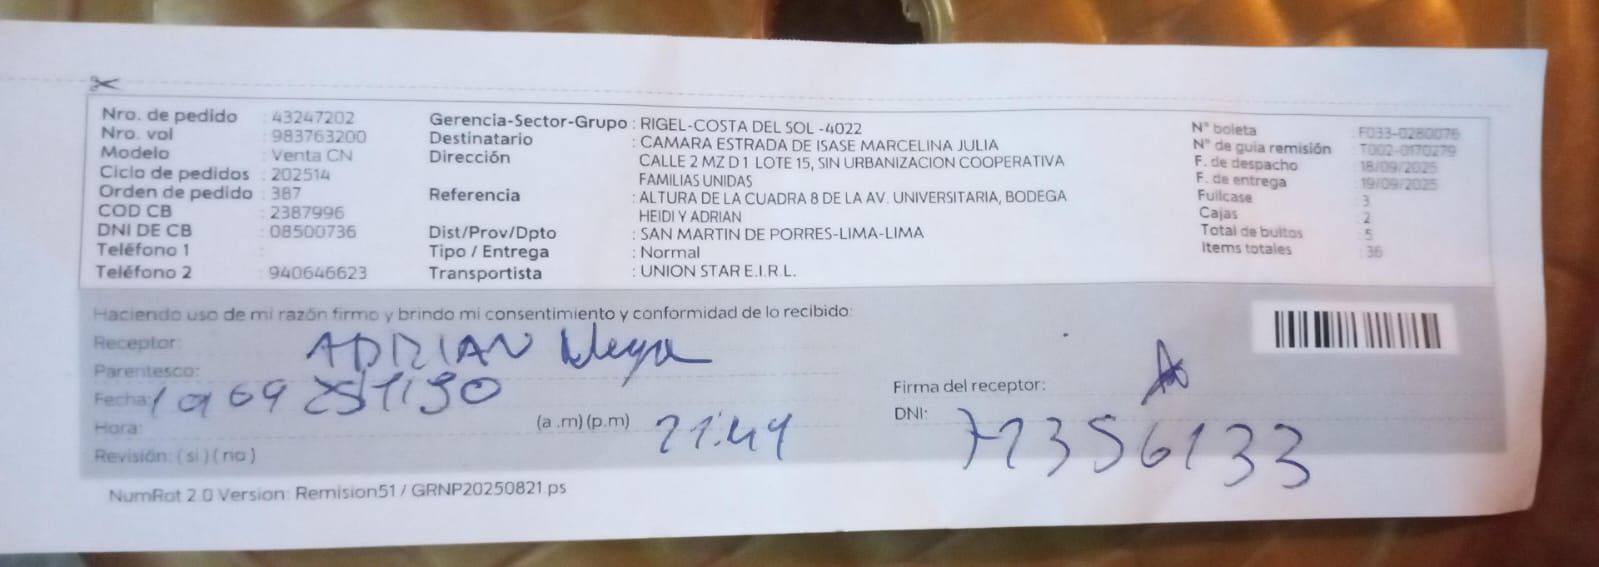 Nro. de pedido : 43247202
Nro. vol : 983763200
Modelo : Venta CN
Ciclo de pedidos : 202514
Orden de pedido : 387
COD CB : 2387996
DNI DE CB : 08500736
Teléfono 1 :
Teléfono 2 : 940646623
Gerencia-Sector-Grupo : RIGEL-COSTA DEL SOL -4022
Destinatario : CAMARA ESTRADA DE ISASE MARCELINA JULIA
Dirección CALLE 2 MZ D 1 LOTE 15, SIN URBANIZACION COOPERATIVA
FAMILIAS UNIDAS
Referencia : ALTURA DE LA CUADRA 8 DE LA AV. UNIVERSITARIA, BODEGA
HEIDI Y ADRIAN
Dist/Prov/Dpto : SAN MARTIN DE PORRES-LIMA-LIMA
Tipo / Entrega : Normal
Transportista : UNION STAR E.I.R.L.
N° boleta : F033-0280076
N° de guia remisión : T002-0170279
F. de despacho : 18/09/2025
F. de entrega : 19/09/2025
Fullcase : 3
Cajas : 2
Total de bultos : 5
Items totales : 36
Haciendo uso de mi razón firmo y brindo mi consentimiento y conformidad de lo recibido:
Receptor: ADRIAN
Parentesco:
Fecha:
Hora: (a .m) (p.m)
Revisión: ( si ) ( no )
Firma del receptor:
DNI: 72356133
NumRot 2.0 Version: Remision51 / GRNP20250821.ps